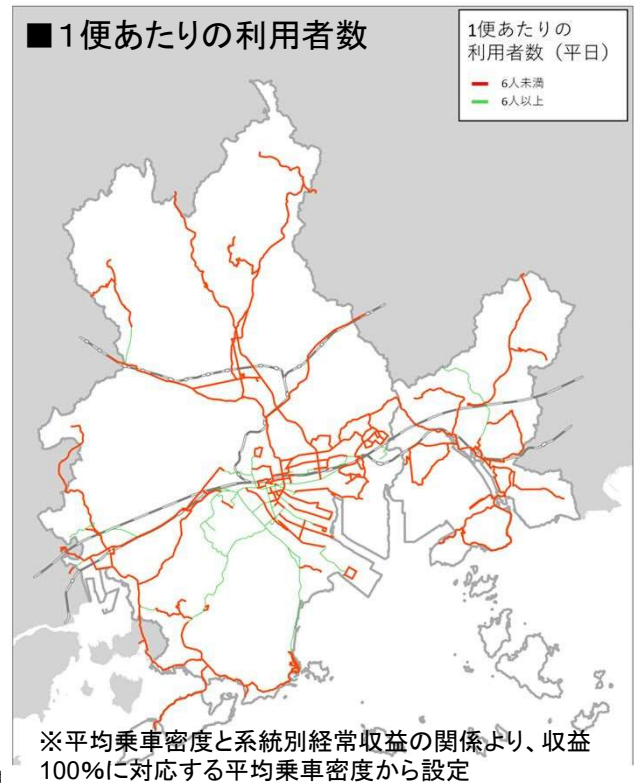 ■１便あたりの利用者数
1便あたりの
利用者数（平日）
6人未満
6人以上
※平均乗車密度と系統別経常収益の関係より、収益
100%に対応する平均乗車密度から設定